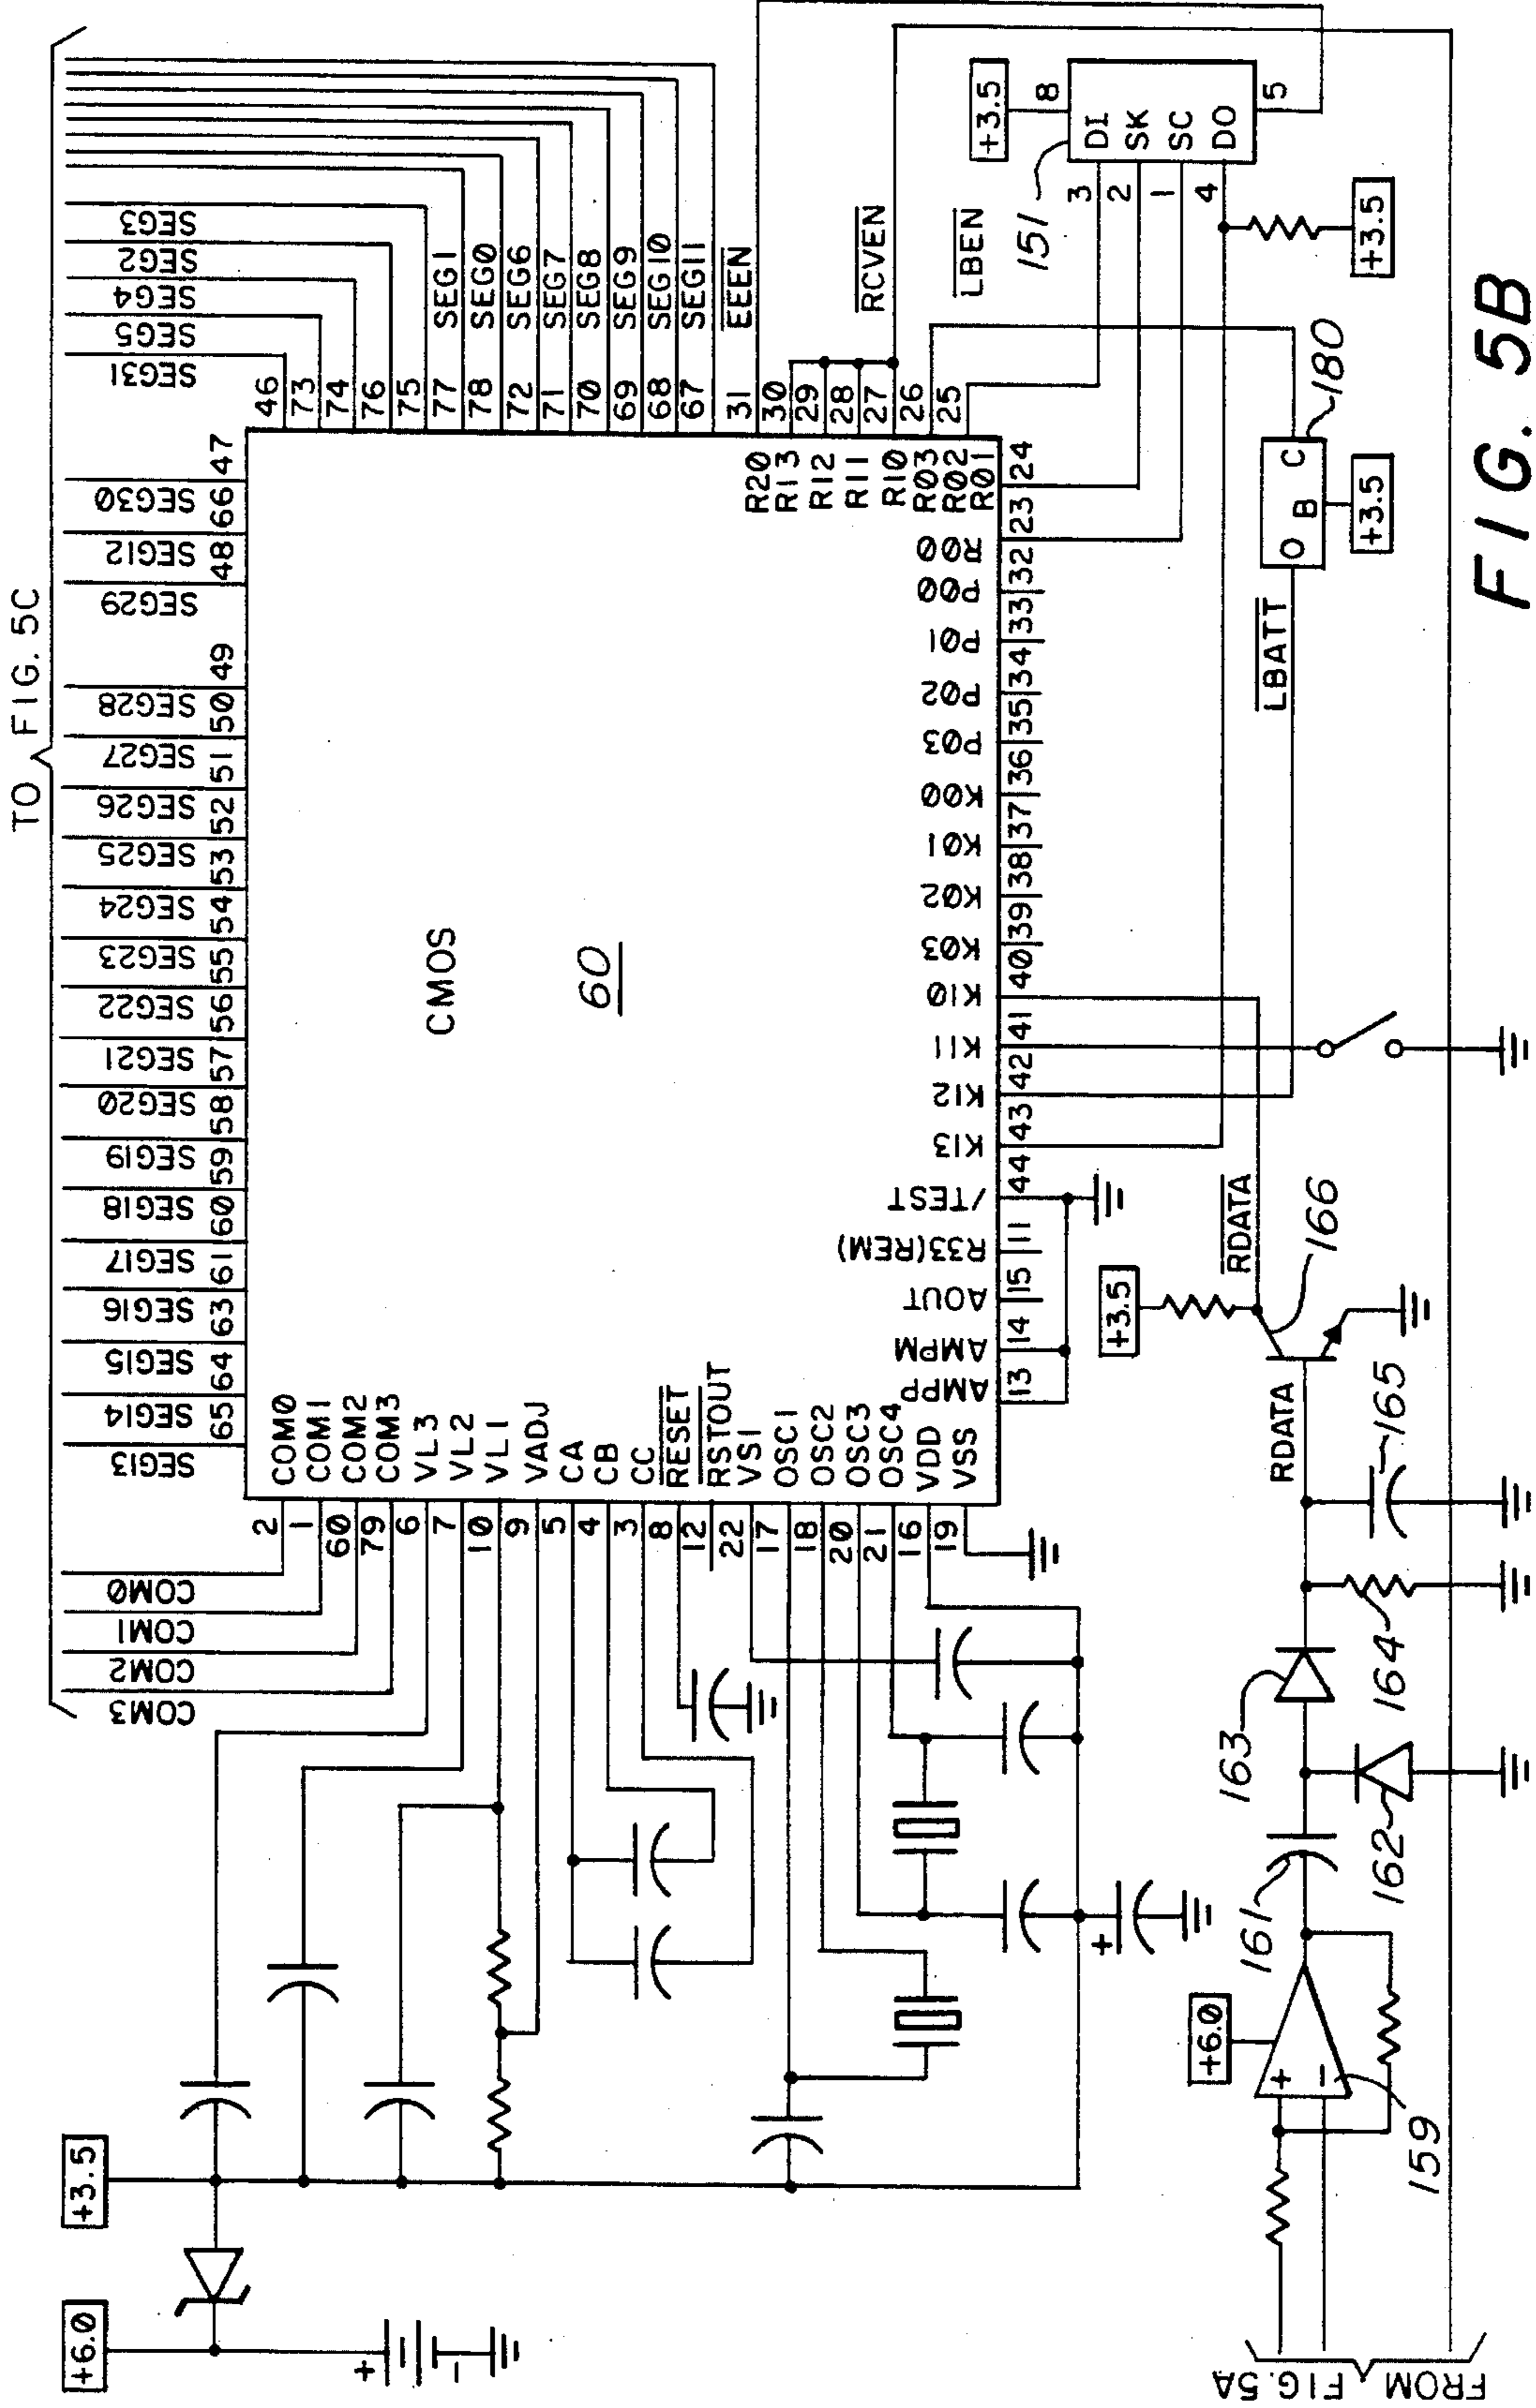 TO FIG. 5C
SEG31
SEG5
SEG4
SEG2
SEG3
46
73
74
76
75
77 SEG1
78 SEG0
72 SEG6
71 SEG7
70 SEG8
69 SEG9
68 SEG10
67 SEG11
31 EEEN
30
29
28
27
26
25
RCVEN
LBEN
R20
R13
R12
R11
R10
R03
R02
R01
SEG30 47
SEG12 66
SEG29 48
SEG28 49
SEG27 50
SEG26 51
SEG25 52
SEG24 53
SEG23 54
SEG22 55
SEG21 56
SEG20 57
SEG19 58
SEG18 59
SEG17 60
SEG16 61
SEG15 63
SEG14 64
SEG13 65
CMOS
60
COM3
COM2
COM1
COM0
2 COM0
1 COM1
60 COM2
79 COM3
6 VL3
7 VL2
10 VL1
9 VADJ
5 CA
4 CB
3 CC
8 RESET
12 RSTOUT
22 VS1
17 OSC1
18 OSC2
20 OSC3
21 OSC4
16 VDD
19 VSS
24
R00 23
P00 32
P01 33
P02 34
P03 35
K00 36
K01 37
K02 38
K03 39
K10 40
K11 41
K12 42
K13 43
/TEST 44
R33(REM) 11
AOUT 15
AMPM 14
AMPP 13
+3.5
8
151
3 DI
2 SK
1 SC
4 DO
5
+3.5
180
O B C
+3.5
LBATT
+3.5
RDATA
166
RDATA
165
164
163
162
161
+6.0
+
−
159
+3.5
+6.0
+
−
+
FROM FIG. 5A
FIG. 5B